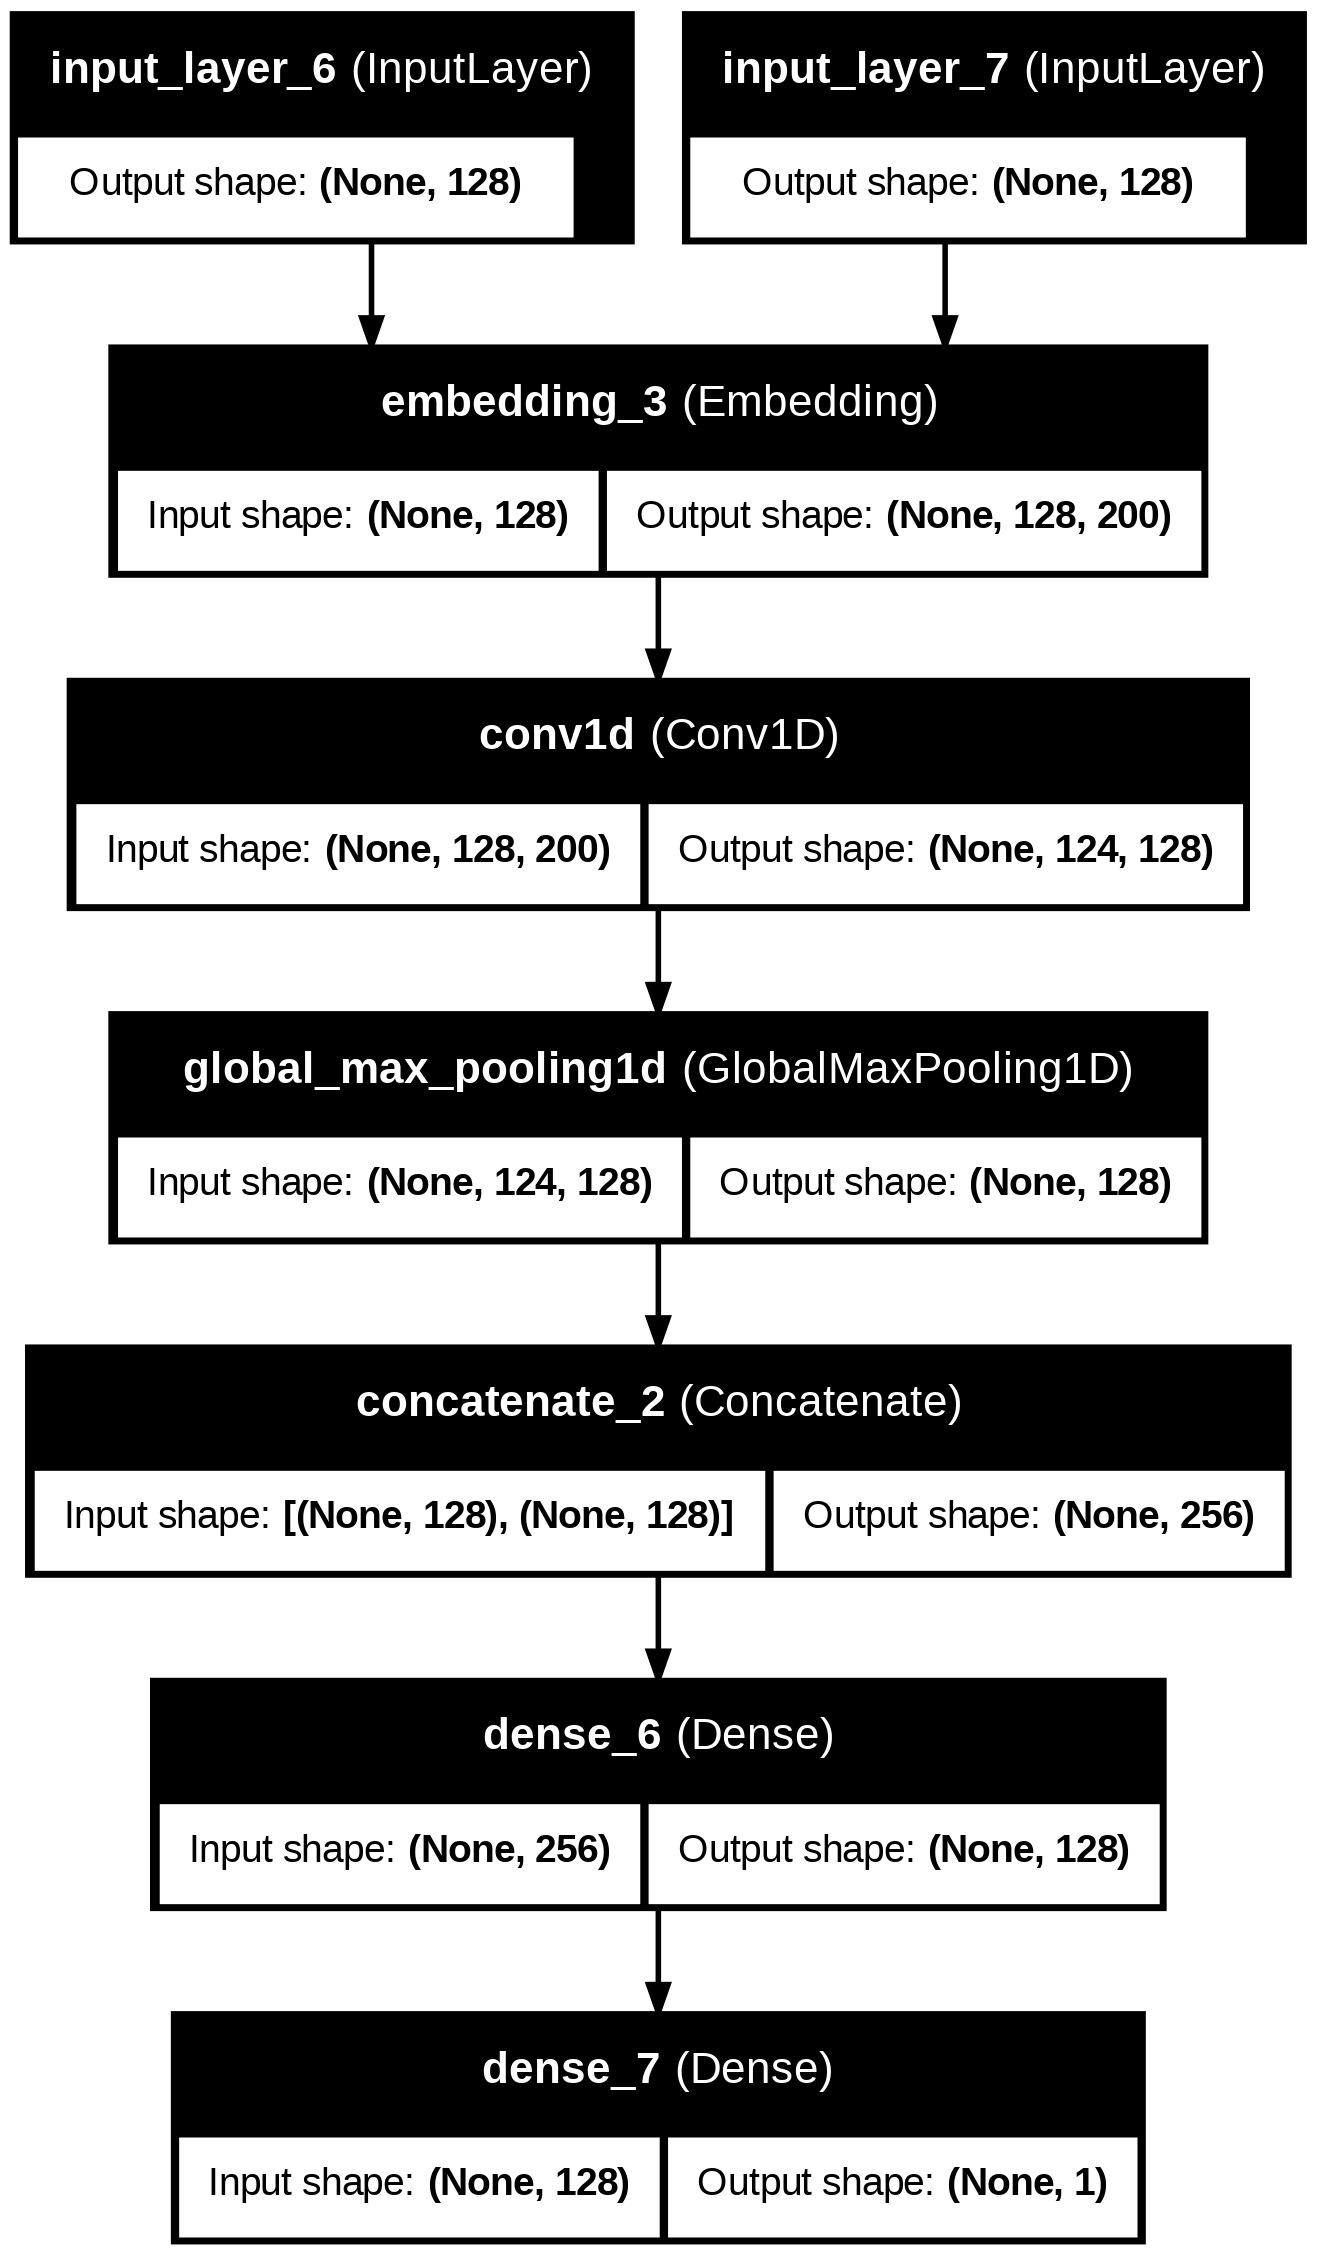 input_layer_6 (InputLayer)
input_layer_7 (InputLayer)
Output shape: (None, 128)
Output shape: (None, 128)
embedding_3 (Embedding)
Input shape: (None, 128)
Output shape: (None, 128, 200)
conv1d (Conv1D)
Input shape: (None, 128, 200)
Output shape: (None, 124, 128)
global_max_pooling1d (GlobalMaxPooling1D)
Input shape: (None, 124, 128)
Output shape: (None, 128)
concatenate_2 (Concatenate)
Input shape: [(None, 128), (None, 128)]
Output shape: (None, 256)
dense_6 (Dense)
Input shape: (None, 256)
Output shape: (None, 128)
dense_7 (Dense)
Input shape: (None, 128)
Output shape: (None, 1)